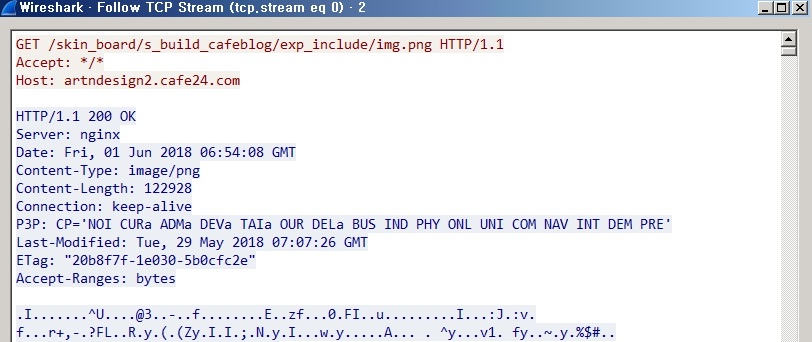 Wireshark · Follow TCP Stream (tcp.stream eq 0) · 2
GET /skin_board/s_build_cafeblog/exp_include/img.png HTTP/1.1
Accept: */*
Host: artndesign2.cafe24.com
HTTP/1.1 200 OK
Server: nginx
Date: Fri, 01 Jun 2018 06:54:08 GMT
Content-Type: image/png
Content-Length: 122928
Connection: keep-alive
P3P: CP='NOI CURa ADMa DEVa TAIa OUR DELa BUS IND PHY ONL UNI COM NAV INT DEM PRE'
Last-Modified: Tue, 29 May 2018 07:07:26 GMT
ETag: "20b8f7f-1e030-5b0cfc2e"
Accept-Ranges: bytes
.I.......^U....@3..-..f........E..zf...0.FI..u.........I...:J.:v.
f...r+,-.?FL..R.y.(.(Zy.I.I.;.N.y.I...w.y.....A... . ^y...v1. fy..~.y.%$#..